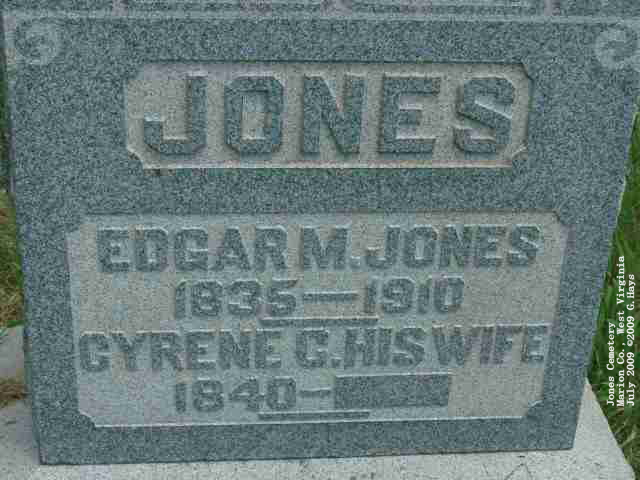 JONES
EDGAR M. JONES
1835—1910
CYRENE C. HIS WIFE
1840—
Jones Cemetery
Marion Co., West Virginia
July 2009 ©2009 G.Hays